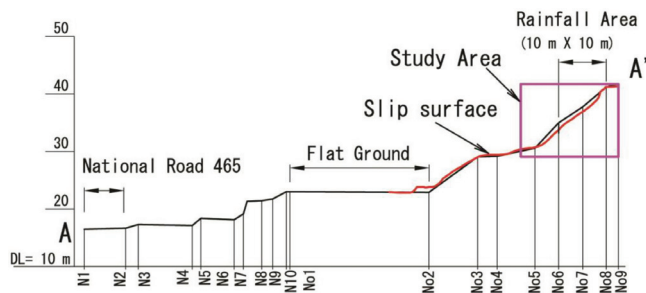 Rainfall Area
(10 m X 10 m)
50
Study Area
A'
40
Slip surface
30
National Road 465
Flat Ground
20
A
DL= 10 m
N1 N2 N3 N4 N5 N6 N7 N8 N9 N10 No1 No2 No3 No4 No5 No6 No7 No8 No9